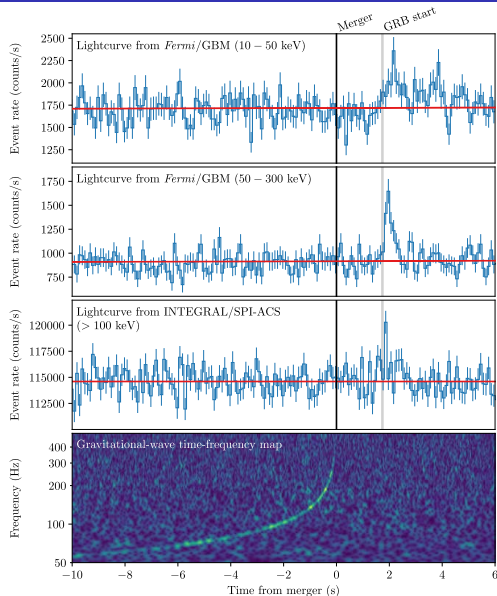 Merger
GRB start
Lightcurve from Fermi/GBM (10 − 50 keV)
Event rate (counts/s)
2500
2250
2000
1750
1500
1250
Lightcurve from Fermi/GBM (50 − 300 keV)
Event rate (counts/s)
1750
1500
1250
1000
750
Lightcurve from INTEGRAL/SPI-ACS
(> 100 keV)
Event rate (counts/s)
120000
117500
115000
112500
Gravitational-wave time-frequency map
Frequency (Hz)
400
300
200
100
50
−10 −8 −6 −4 −2 0 2 4 6
Time from merger (s)